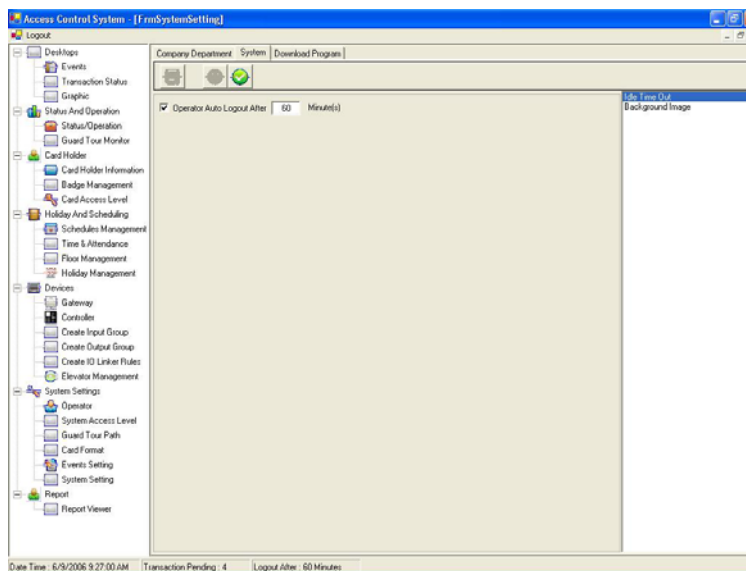 Access Control System - [FrmSystemSetting]
Logout
Desktops
Events
Transaction Status
Graphic
Status And Operation
Status/Operation
Guard Tour Monitor
Card Holder
Card Holder Information
Badge Management
Card Access Level
Holiday And Scheduling
Schedules Management
Time & Attendance
Floor Management
Holiday Management
Devices
Gateway
Controller
Create Input Group
Create Output Group
Create IO Linker Rules
Elevator Management
System Settings
Operator
System Access Level
Guard Tour Path
Card Format
Events Setting
System Setting
Report
Report Viewer
Company Department System Download Program
Operator Auto Logout After 60 Minute(s)
Idle Time Out
Background Image
Date Time : 6/9/2006 9:27:00 AM Transaction Pending : 4 Logout After : 60 Minutes